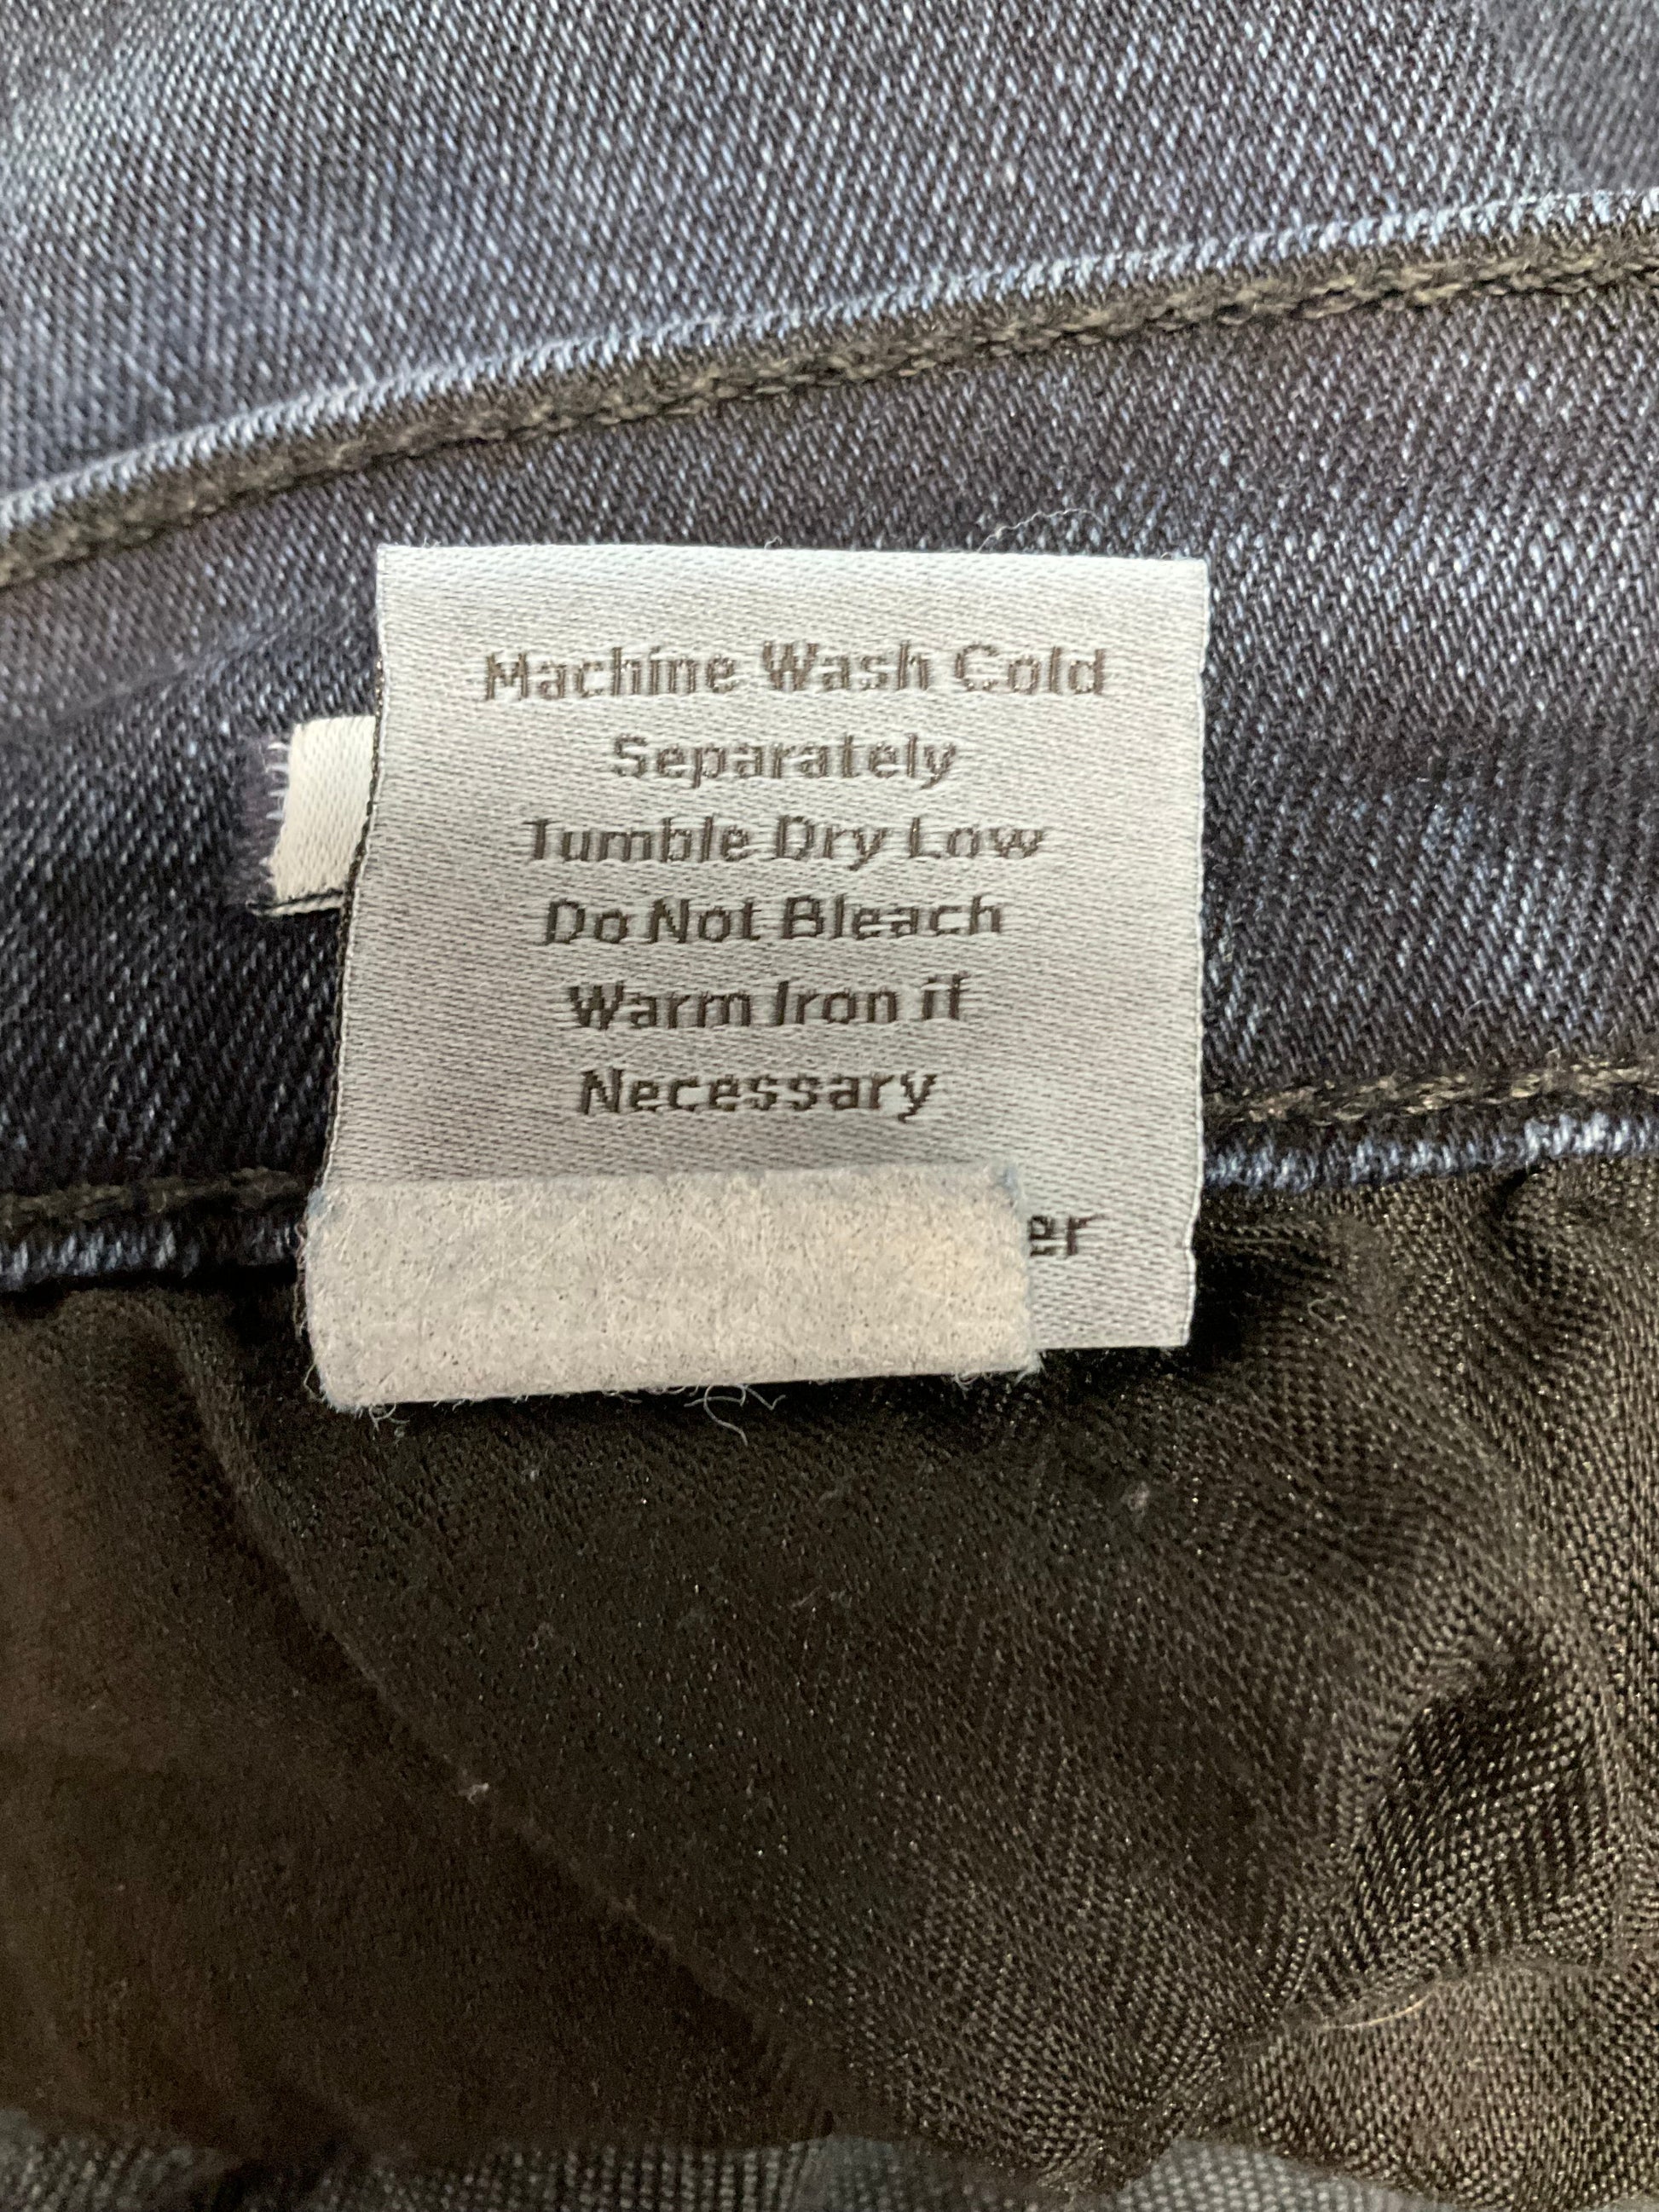 Machine Wash Cold
Separately
Tumble Dry Low
Do Not Bleach
Warm Iron if
Necessary